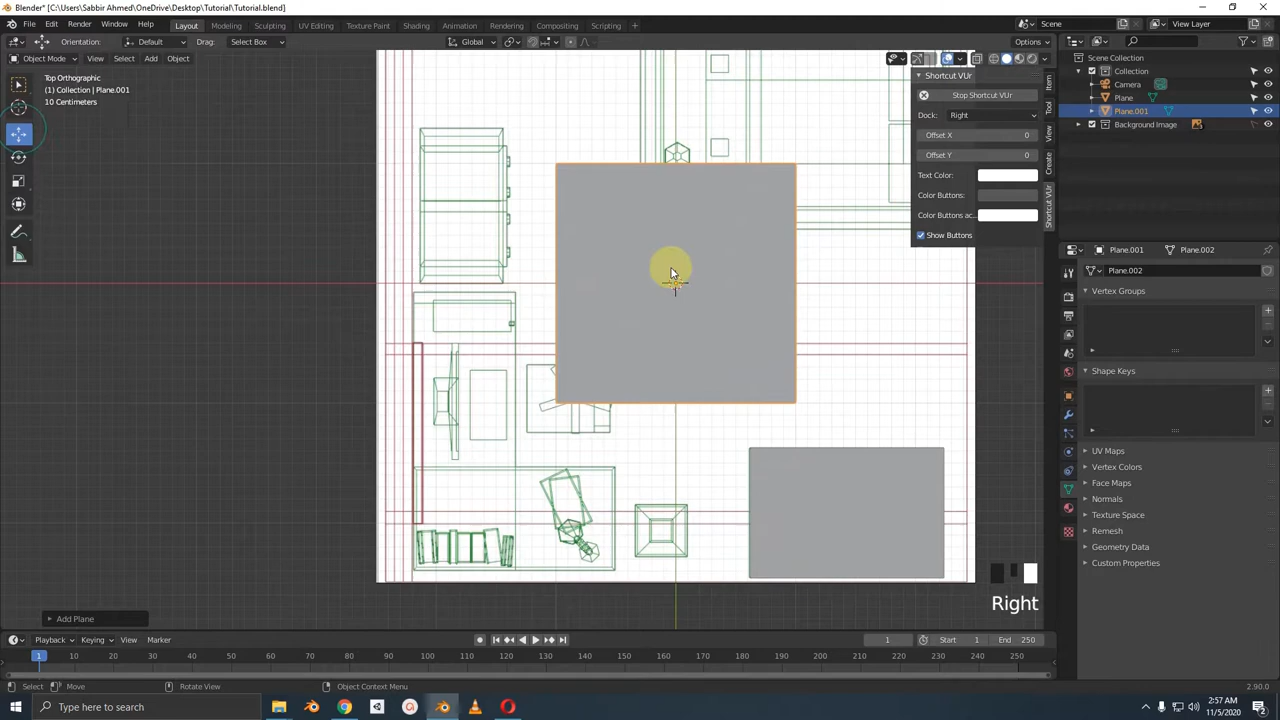 Blender* [C:\Users\Sabbir Ahmed\OneDrive\Desktop\Tutorial\Tutorial.blend]
File Edit Render Window Help Layout Modeling Sculpting UV Editing Texture Paint Shading Animation Rendering Compositing Scripting Scene View Layer
Orientation: Default Drag: Select Box Global Options
Object Mode View Select Add Object
Top Orthographic
(1) Collection | Plane.001
10 Centimeters
Shortcut VUr
Stop Shortcut VUr
Dock: Right
Offset X 0
Offset Y 0
Text Color:
Color Buttons:
Color Buttons ac..
Show Buttons
Item
Tool
View
Create
Shortcut VUr
Scene Collection
Collection
Camera
Plane
Plane.001
Background Image
Plane.001 Plane.002
Plane.002
Vertex Groups
Shape Keys
UV Maps
Vertex Colors
Face Maps
Normals
Texture Space
Remesh
Geometry Data
Custom Properties
Right
Add Plane
Playback Keying View Marker 1 Start 1 End 250
1 10 20 30 40 50 60 70 80 90 100 110 120 130 140 150 160 170 180 190 200 210 220 230 240 250
Select Move Rotate View Object Context Menu 2.90.0
Type here to search
2:57 AM
11/5/2020
2